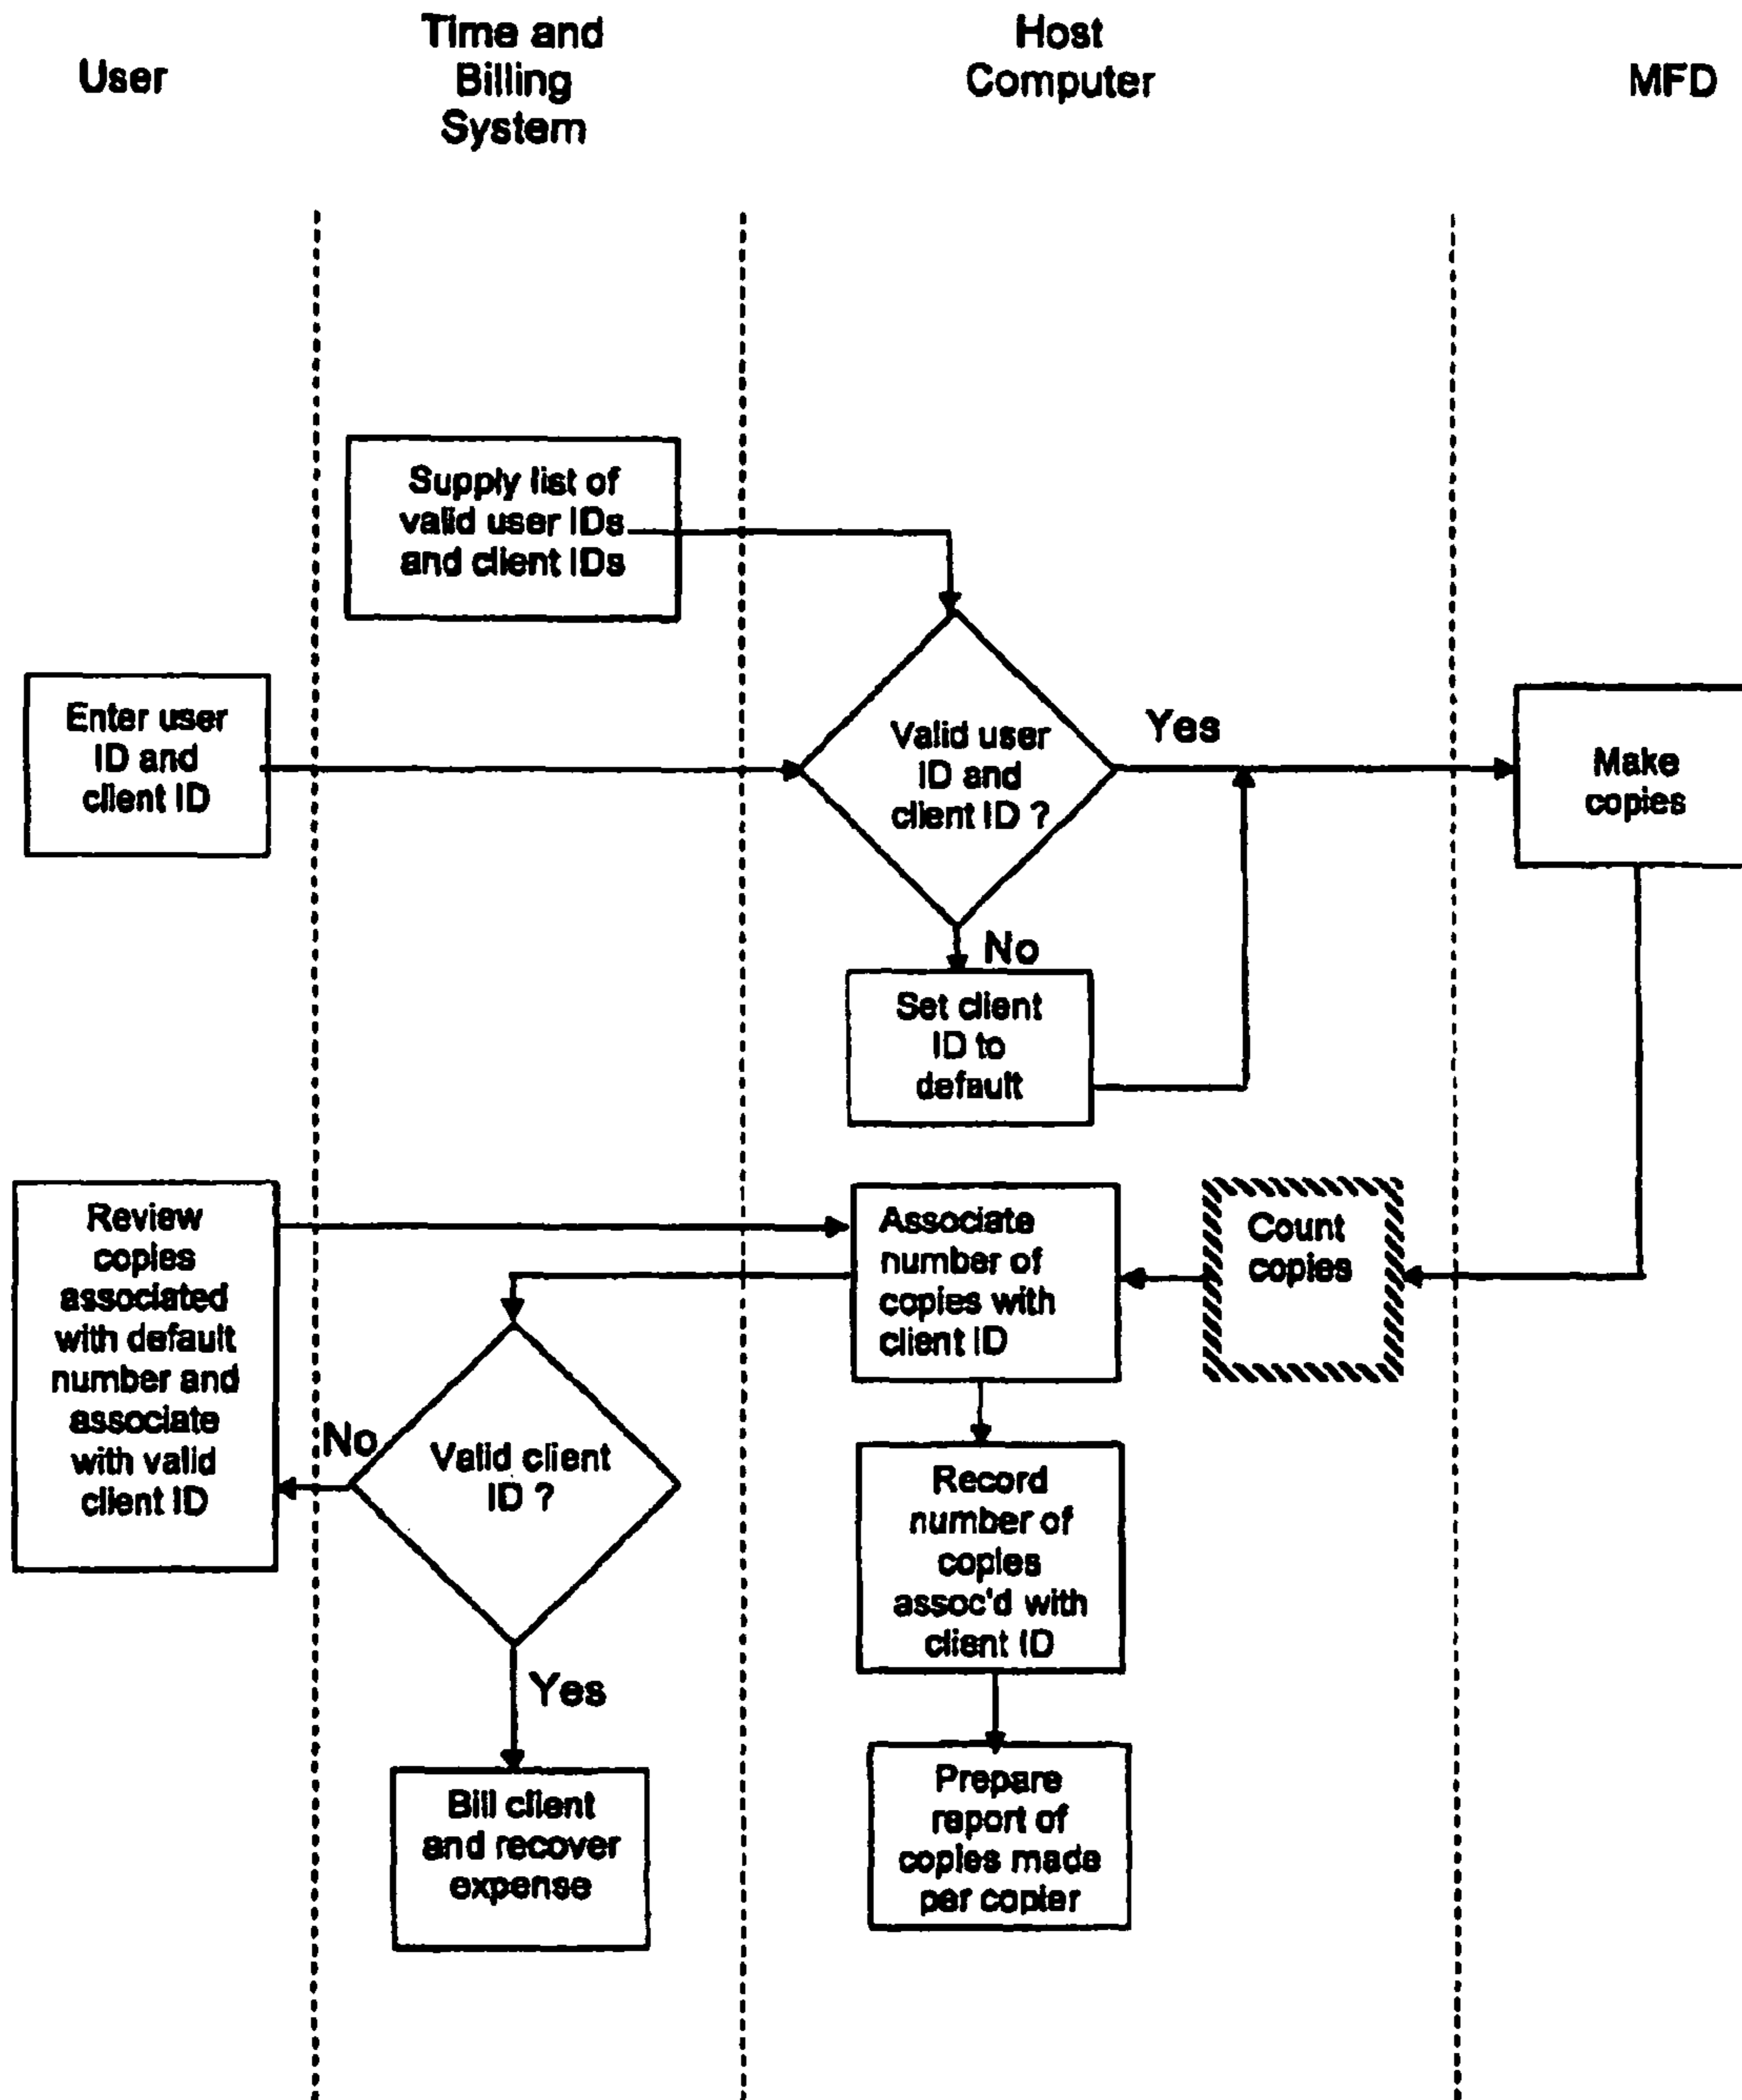 User
Time and
Billing
System
Host
Computer
MFD
Supply list of
valid user IDs
and client IDs
Enter user
ID and
client ID
Valid user
ID and
client ID ?
Yes
Make
copies
No
Set client
ID to
default
Review
copies
associated
with default
number and
associate
with valid
client ID
Associate
number of
copies with
client ID
Count
copies
No
Valid client
ID ?
Record
number of
copies
assoc'd with
client ID
Yes
Bill client
and recover
expense
Prepare
report of
copies made
per copier